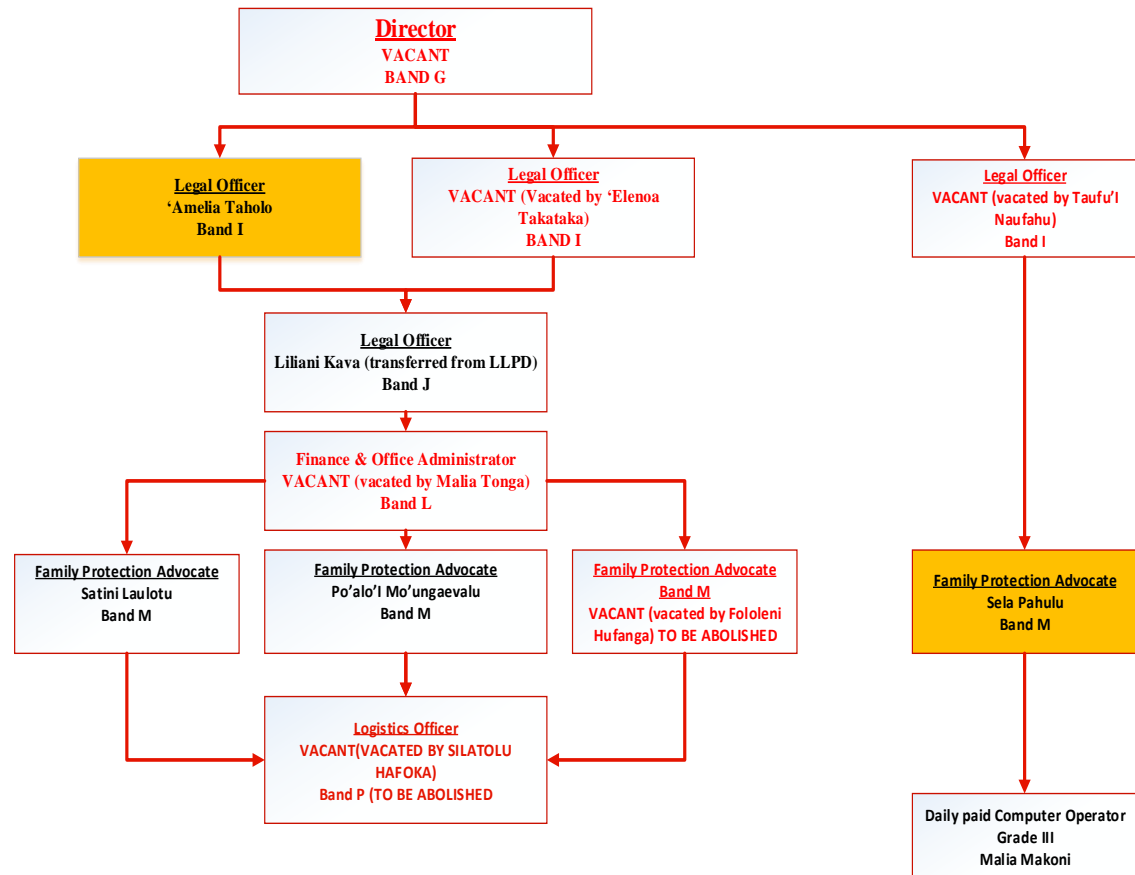 Director
VACANT
BAND G
Legal Officer
‘Amelia Taholo
Band I
Legal Officer
VACANT (Vacated by ‘Elenoa
Takataka)
BAND I
Legal Officer
VACANT (vacated by Taufu’I
Naufahu)
Band I
Legal Officer
Liliani Kava (transferred from LLPD)
Band J
Finance & Office Administrator
VACANT (vacated by Malia Tonga)
Band L
Family Protection Advocate
Satini Laulotu
Band M
Family Protection Advocate
Po’alo’I Mo’ungaevalu
Band M
Family Protection Advocate
Band M
VACANT (vacated by Fololeni
Hufanga) TO BE ABOLISHED
Family Protection Advocate
Sela Pahulu
Band M
Logistics Officer
VACANT(VACATED BY SILATOLU
HAFOKA)
Band P (TO BE ABOLISHED
Daily paid Computer Operator
Grade III
Malia Makoni